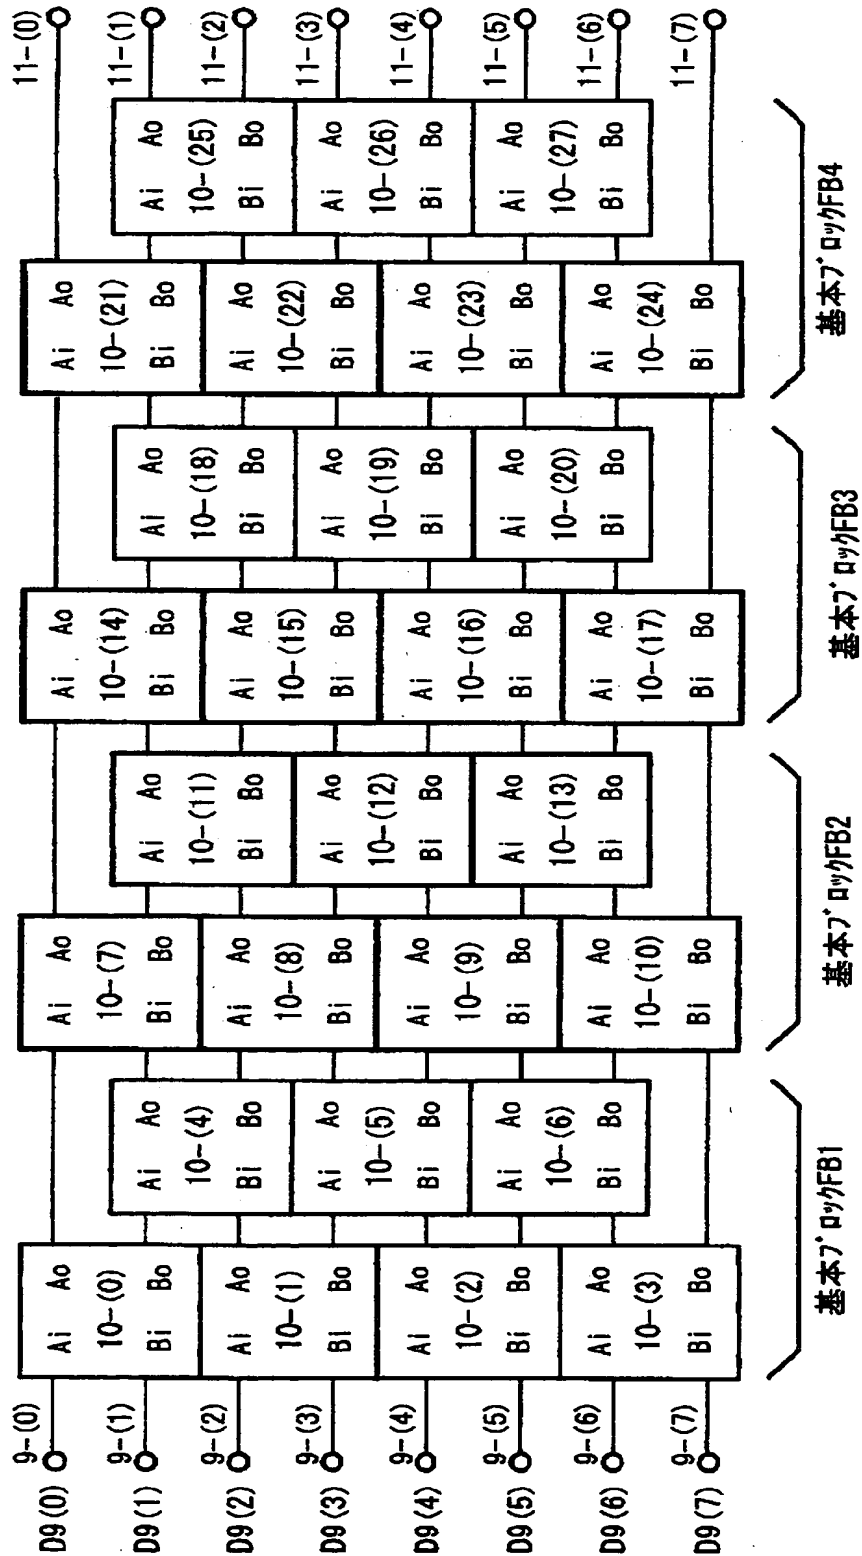 D9(0) 9-(0)
D9(1) 9-(1)
D9(2) 9-(2)
D9(3) 9-(3)
D9(4) 9-(4)
D9(5) 9-(5)
D9(6) 9-(6)
D9(7) 9-(7)
Ai Ao
10-(0)
Bi Bo
Ai Ao
10-(1)
Bi Bo
Ai Ao
10-(2)
Bi Bo
Ai Ao
10-(3)
Bi Bo
Ai Ao
10-(4)
Bi Bo
Ai Ao
10-(5)
Bi Bo
Ai Ao
10-(6)
Bi Bo
基本ﾌﾞﾛｯｸFB1
Ai Ao
10-(7)
Bi Bo
Ai Ao
10-(8)
Bi Bo
Ai Ao
10-(9)
Bi Bo
Ai Ao
10-(10)
Bi Bo
Ai Ao
10-(11)
Bi Bo
Ai Ao
10-(12)
Bi Bo
Ai Ao
10-(13)
Bi Bo
基本ﾌﾞﾛｯｸFB2
Ai Ao
10-(14)
Bi Bo
Ai Ao
10-(15)
Bi Bo
Ai Ao
10-(16)
Bi Bo
Ai Ao
10-(17)
Bi Bo
Ai Ao
10-(18)
Bi Bo
Ai Ao
10-(19)
Bi Bo
Ai Ao
10-(20)
Bi Bo
基本ﾌﾞﾛｯｸFB3
Ai Ao
10-(21)
Bi Bo
Ai Ao
10-(22)
Bi Bo
Ai Ao
10-(23)
Bi Bo
Ai Ao
10-(24)
Bi Bo
Ai Ao
10-(25)
Bi Bo
Ai Ao
10-(26)
Bi Bo
Ai Ao
10-(27)
Bi Bo
基本ﾌﾞﾛｯｸFB4
11-(0)
11-(1)
11-(2)
11-(3)
11-(4)
11-(5)
11-(6)
11-(7)